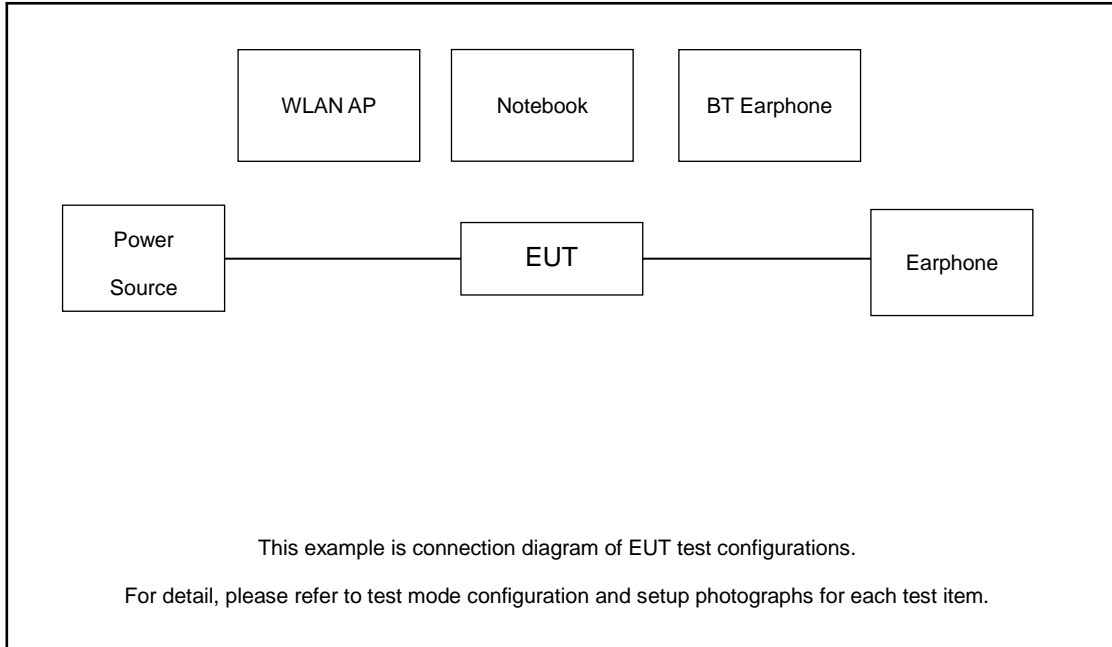 WLAN AP
Notebook
BT Earphone
Power
Source
EUT
Earphone
This example is connection diagram of EUT test configurations.
For detail, please refer to test mode configuration and setup photographs for each test item.